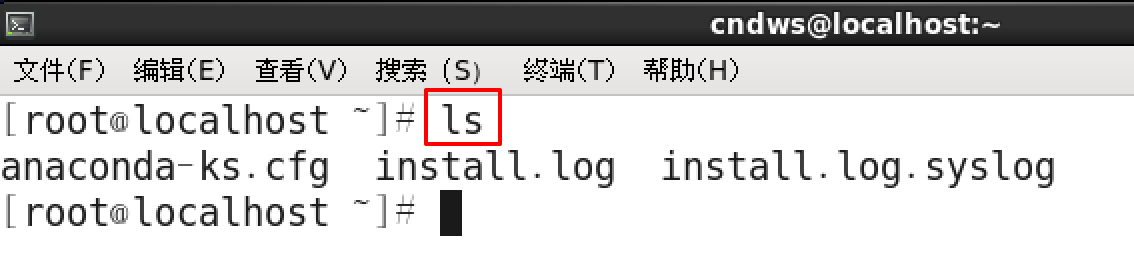 cndws@localhost:~
文件(F) 编辑(E) 查看(V) 搜索 (S) 终端(T) 帮助(H)
[root@localhost ~]# ls
anaconda-ks.cfg install.log install.log.syslog
[root@localhost ~]#